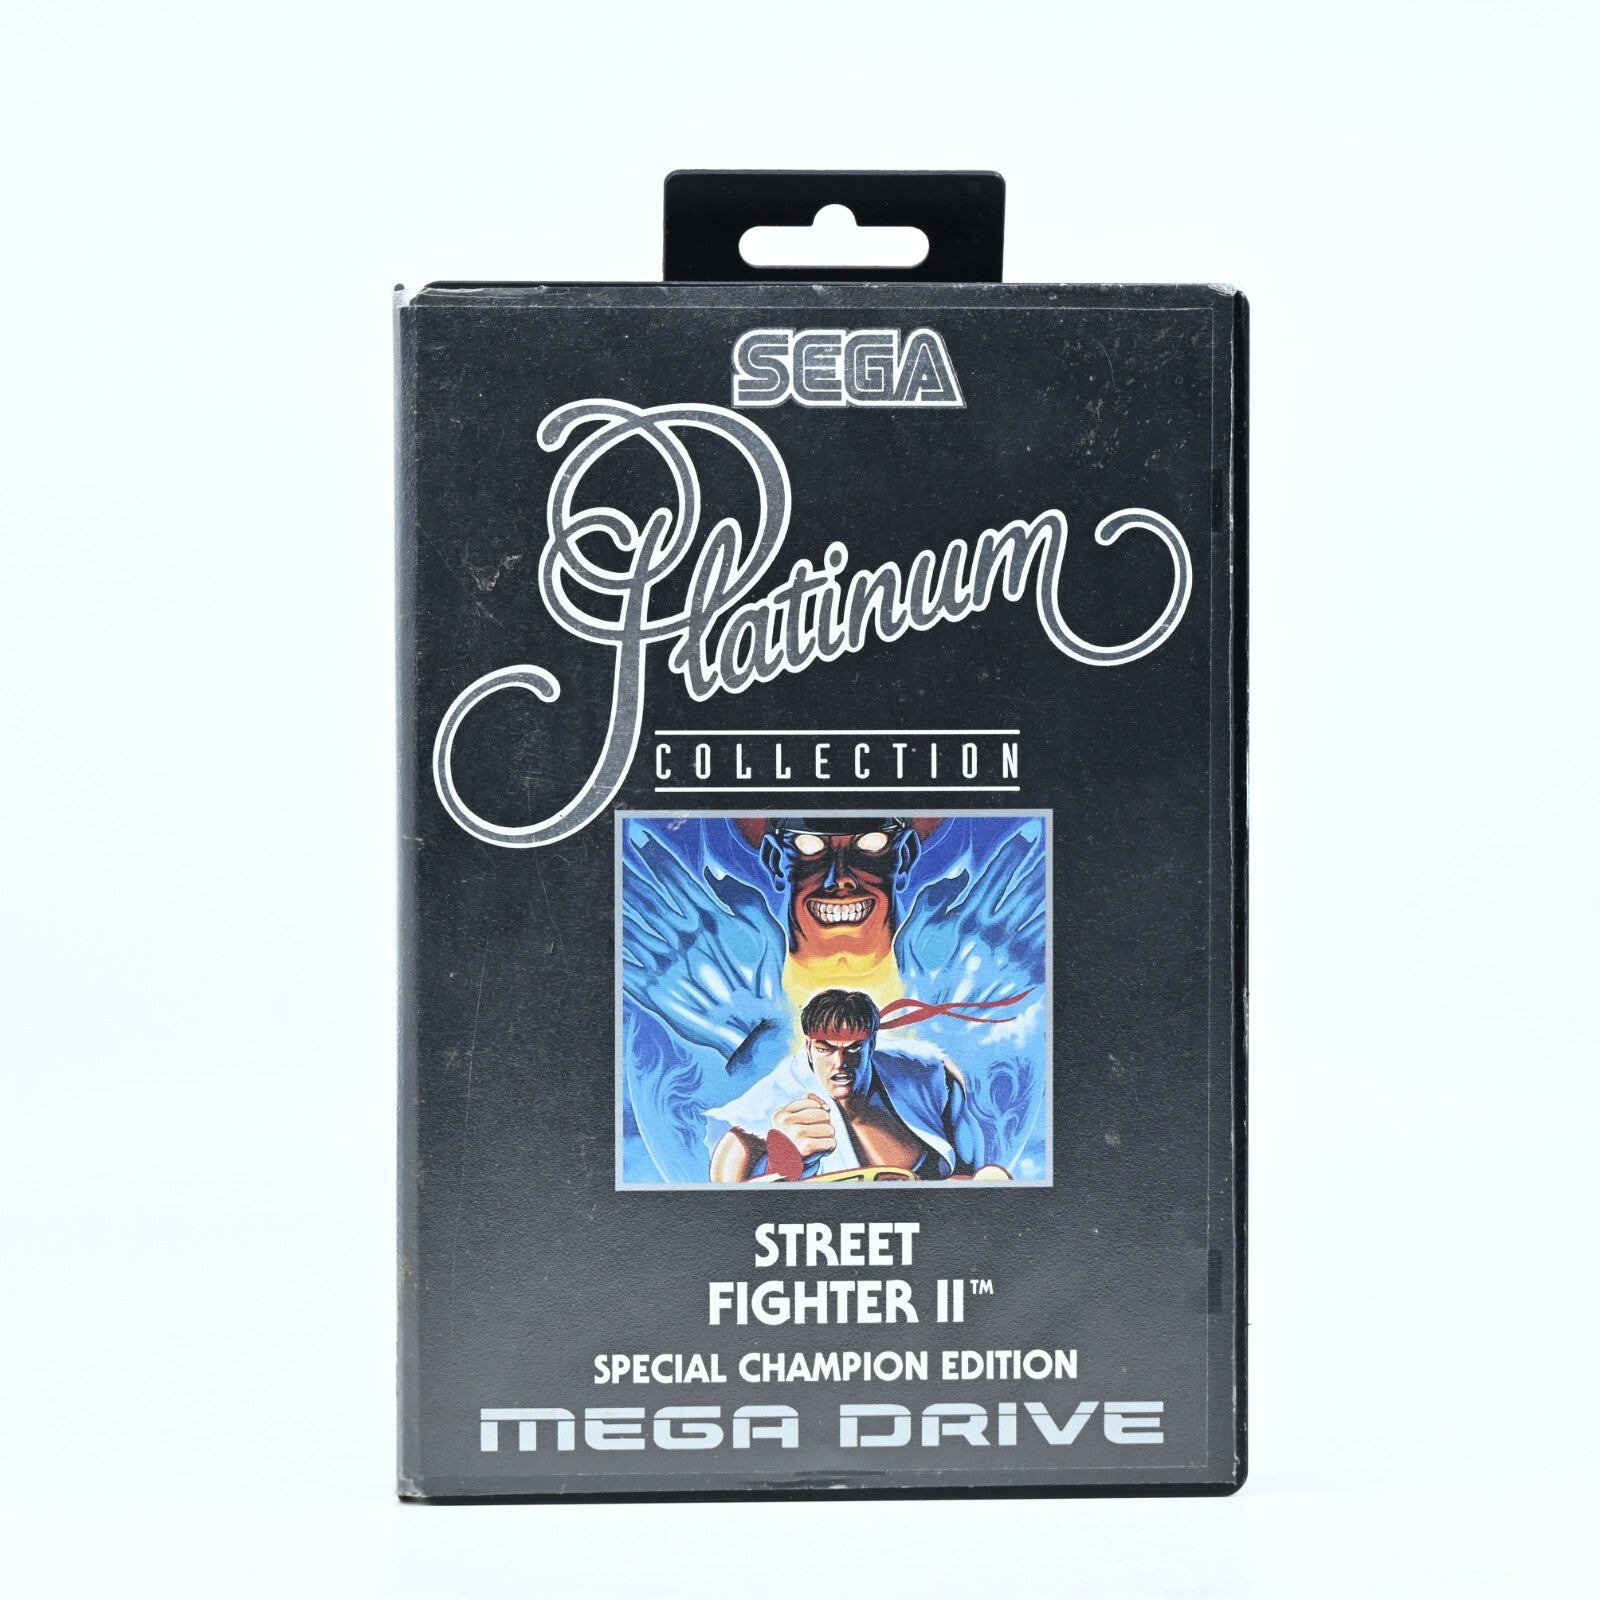 SEGA
Platinum
COLLECTION
STREET
FIGHTER II™
SPECIAL CHAMPION EDITION
MEGA DRIVE